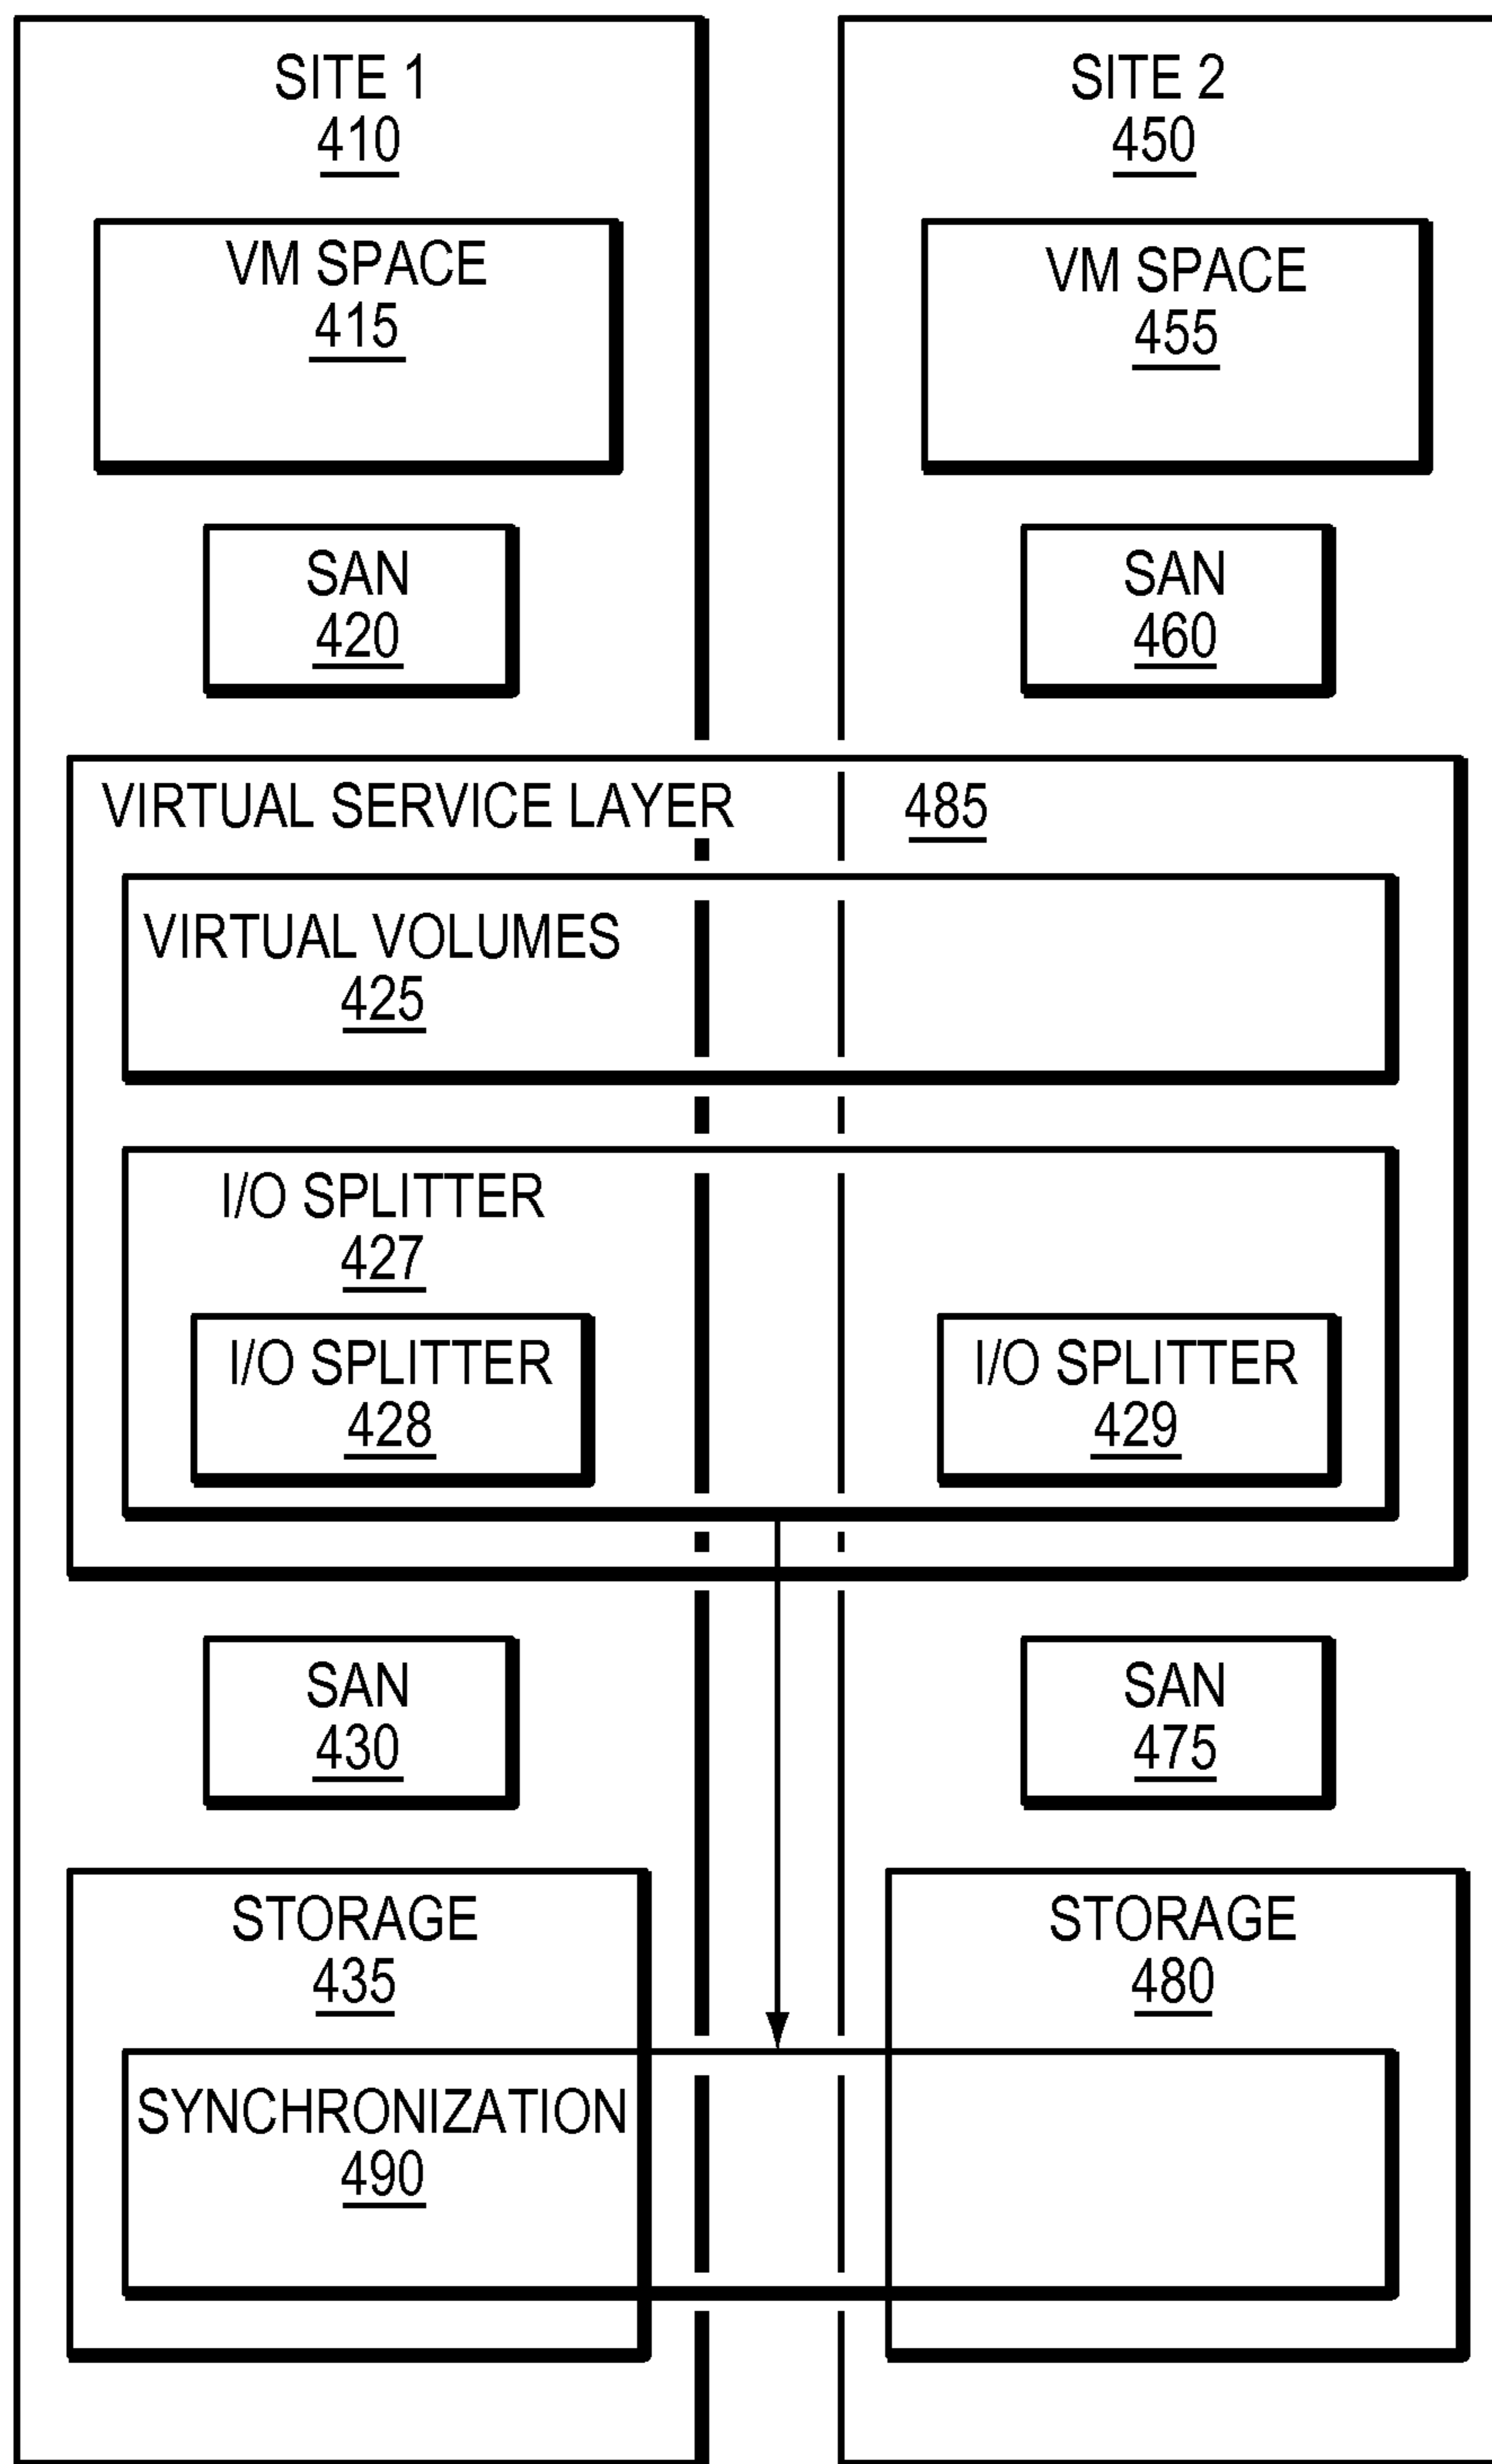 SITE 1
410
SITE 2
450
VM SPACE
415
VM SPACE
455
SAN
420
SAN
460
VIRTUAL SERVICE LAYER 485
VIRTUAL VOLUMES
425
I/O SPLITTER
427
I/O SPLITTER
428
I/O SPLITTER
429
SAN
430
SAN
475
STORAGE
435
STORAGE
480
SYNCHRONIZATION
490